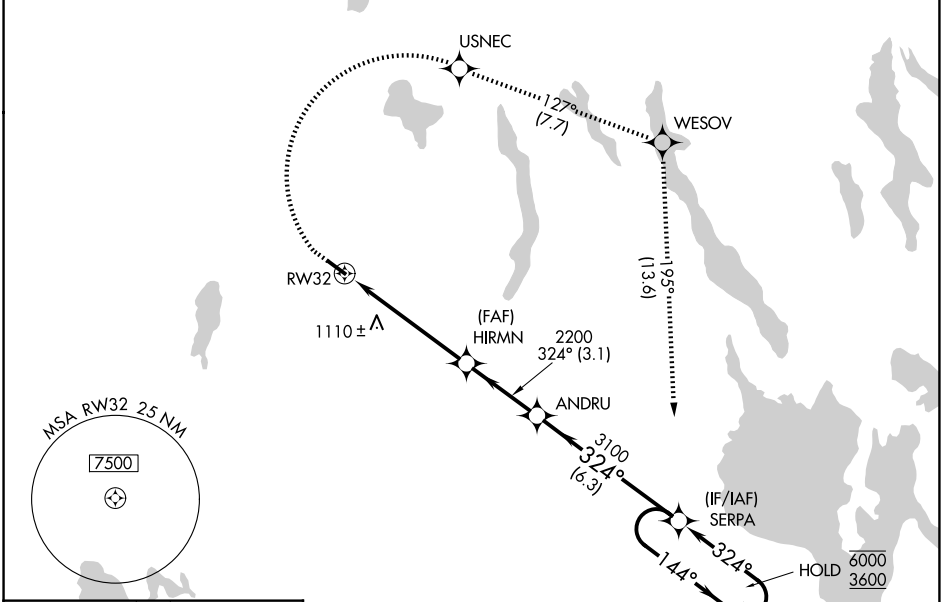 USNEC
127°
(7.7)
WESOV
195°
(13.6)
RW32
1110 ±
(FAF)
HIRMN
2200
324° (3.1)
ANDRU
3100
324°
(6.3)
(IF/IAF)
SERPA
324°
144°
HOLD
6000
3600
MSA RW32 25 NM
7500